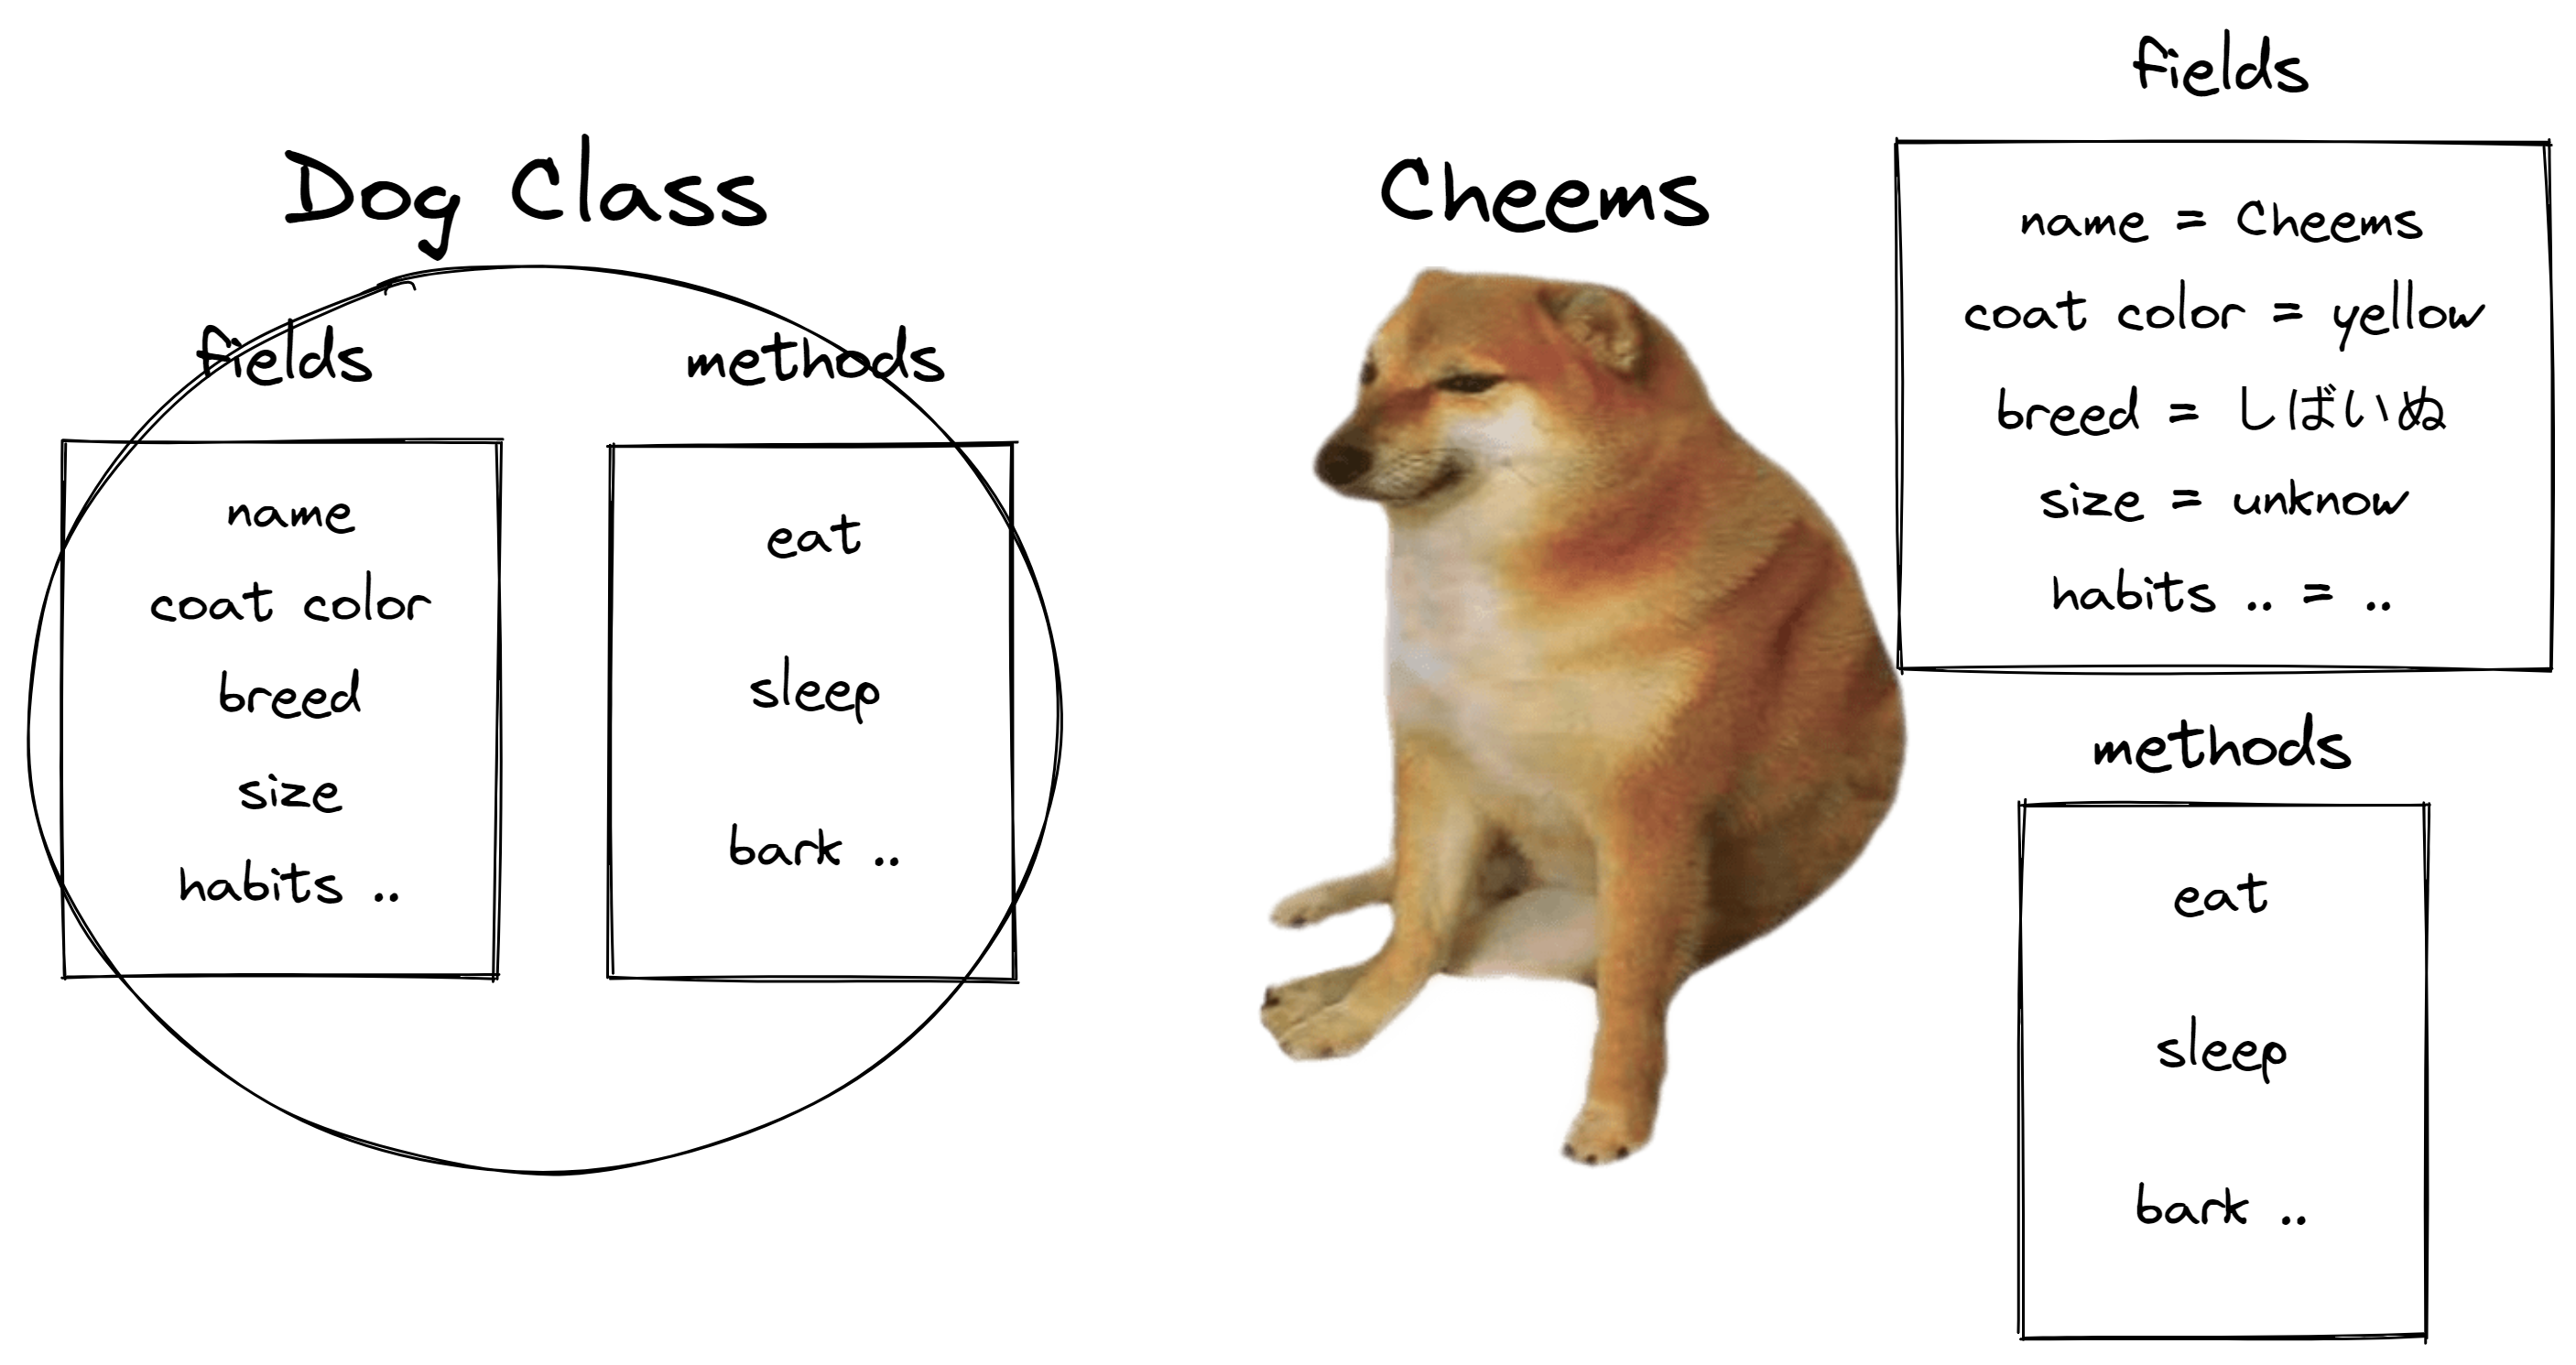 Dog Class
fields
name
coat color
breed
size
habits ..
methods
eat
sleep
bark ..
Cheems
fields
name = Cheems
coat color = yellow
breed = しばいぬ
size = unknow
habits .. = ..
methods
eat
sleep
bark ..